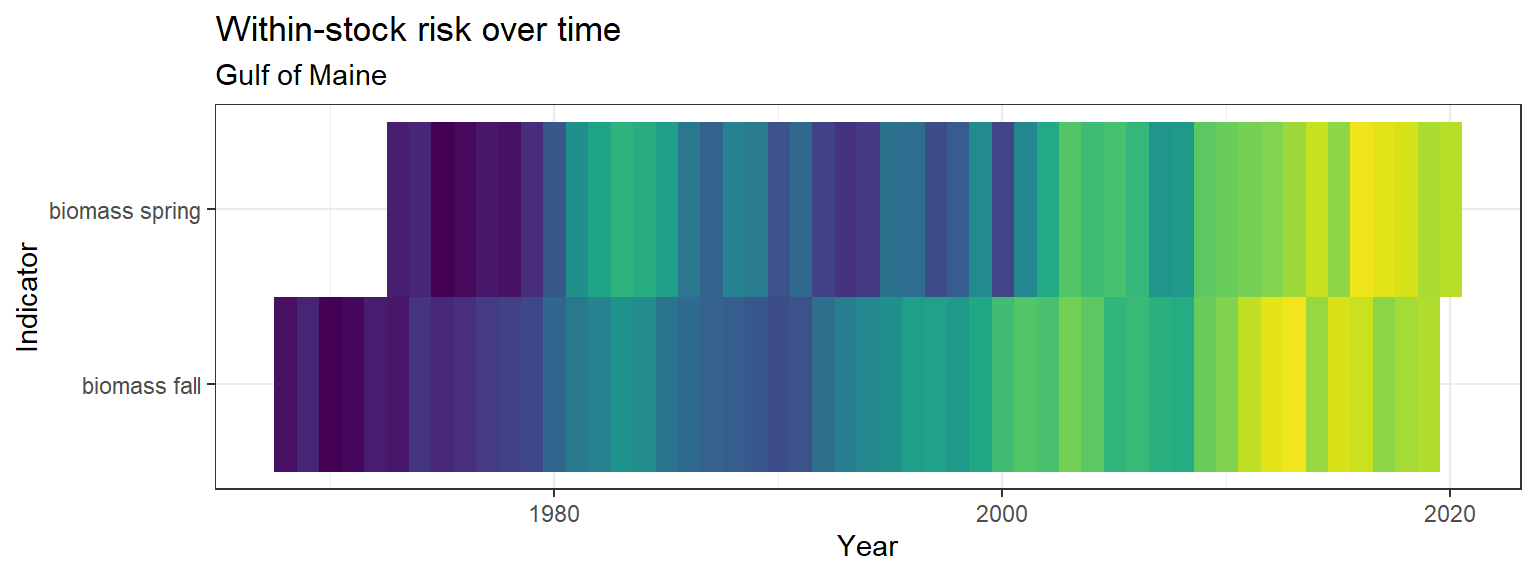 Within-stock risk over time
Gulf of Maine
Indicator
biomass spring
biomass fall
1980 2000 2020
Year